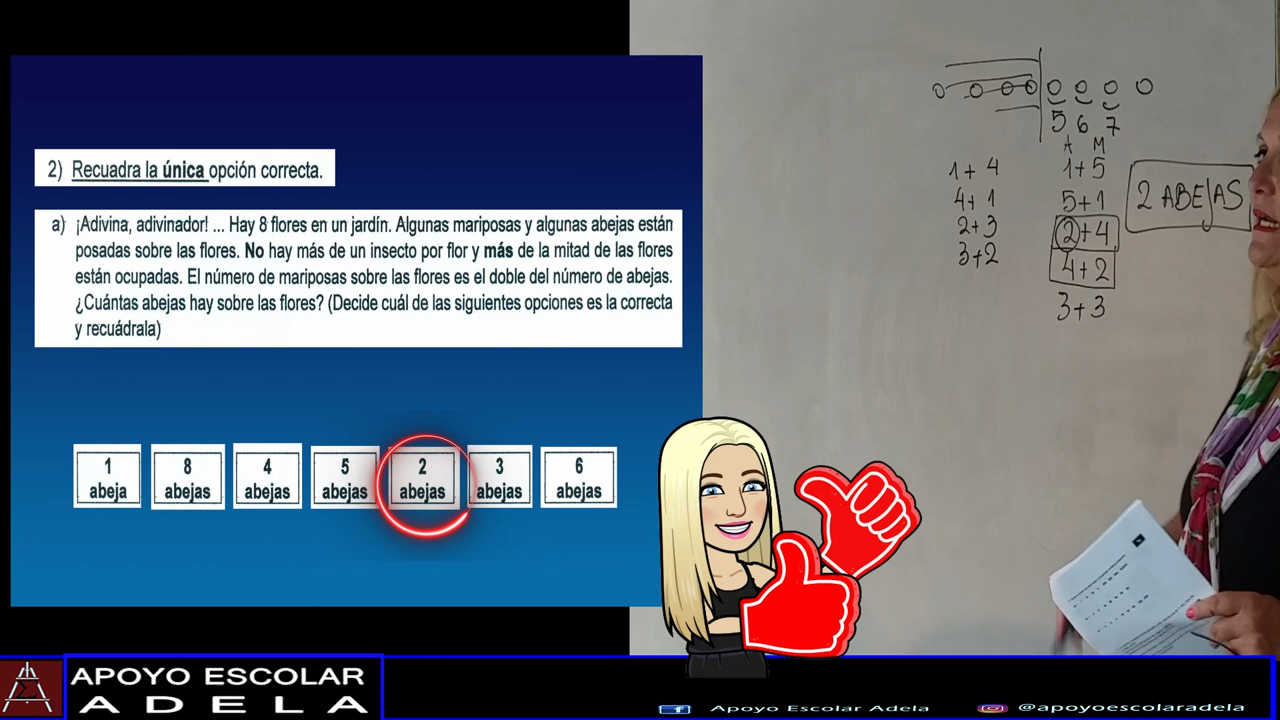 2) Recuadra la única opción correcta.
a) ¡Adivina, adivinador! ... Hay 8 flores en un jardín. Algunas mariposas y algunas abejas están
posadas sobre las flores. No hay más de un insecto por flor y más de la mitad de las flores
están ocupadas. El número de mariposas sobre las flores es el doble del número de abejas.
¿Cuántas abejas hay sobre las flores? (Decide cuál de las siguientes opciones es la correcta
y recuádrala)
1
abeja
8
abejas
4
abejas
5
abejas
2
abejas
3
abejas
6
abejas
5 6 7
A M
1+4
4+1
2+3
3+2
1+5
5+1
2+4
4+2
3+3
2 ABEJAS
APOYO ESCOLAR
ADELA
Apoyo Escolar Adela
@apoyoescolaradela